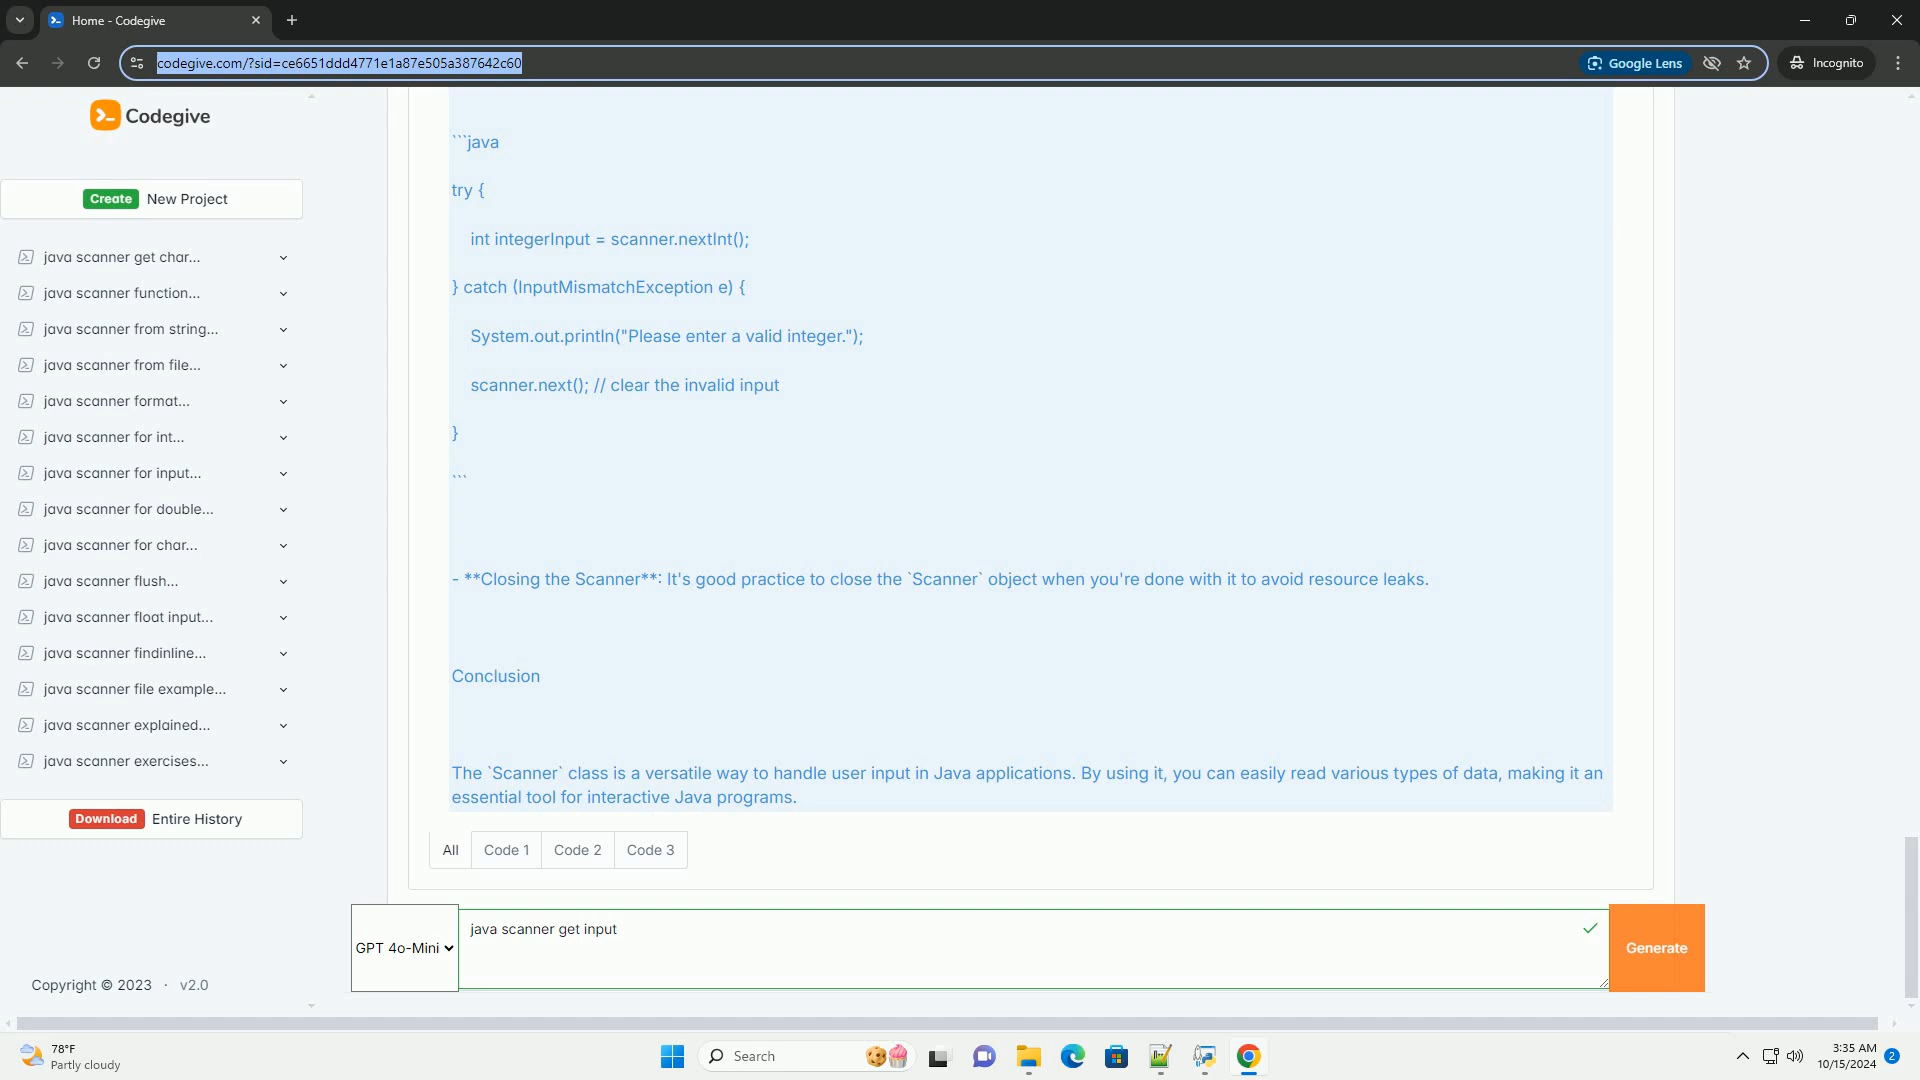 Home - Codegive
codegive.com/?sid=ce6651ddd4771e1a87e505a387642c60
Google Lens
Incognito
Codegive
Create New Project
java scanner get char...
java scanner function...
java scanner from string...
java scanner from file...
java scanner format...
java scanner for int...
java scanner for input...
java scanner for double...
java scanner for char...
java scanner flush...
java scanner float input...
java scanner findinline...
java scanner file example...
java scanner explained...
java scanner exercises...
Download Entire History
Copyright © 2023 · v2.0
```java
try {
int integerInput = scanner.nextInt();
} catch (InputMismatchException e) {
System.out.println("Please enter a valid integer.");
scanner.next(); // clear the invalid input
}
```
- **Closing the Scanner**: It's good practice to close the `Scanner` object when you're done with it to avoid resource leaks.
Conclusion
The `Scanner` class is a versatile way to handle user input in Java applications. By using it, you can easily read various types of data, making it an
essential tool for interactive Java programs.
All
Code 1
Code 2
Code 3
GPT 4o-Mini
java scanner get input
Generate
78°F
Partly cloudy
Search
3:35 AM
10/15/2024
2